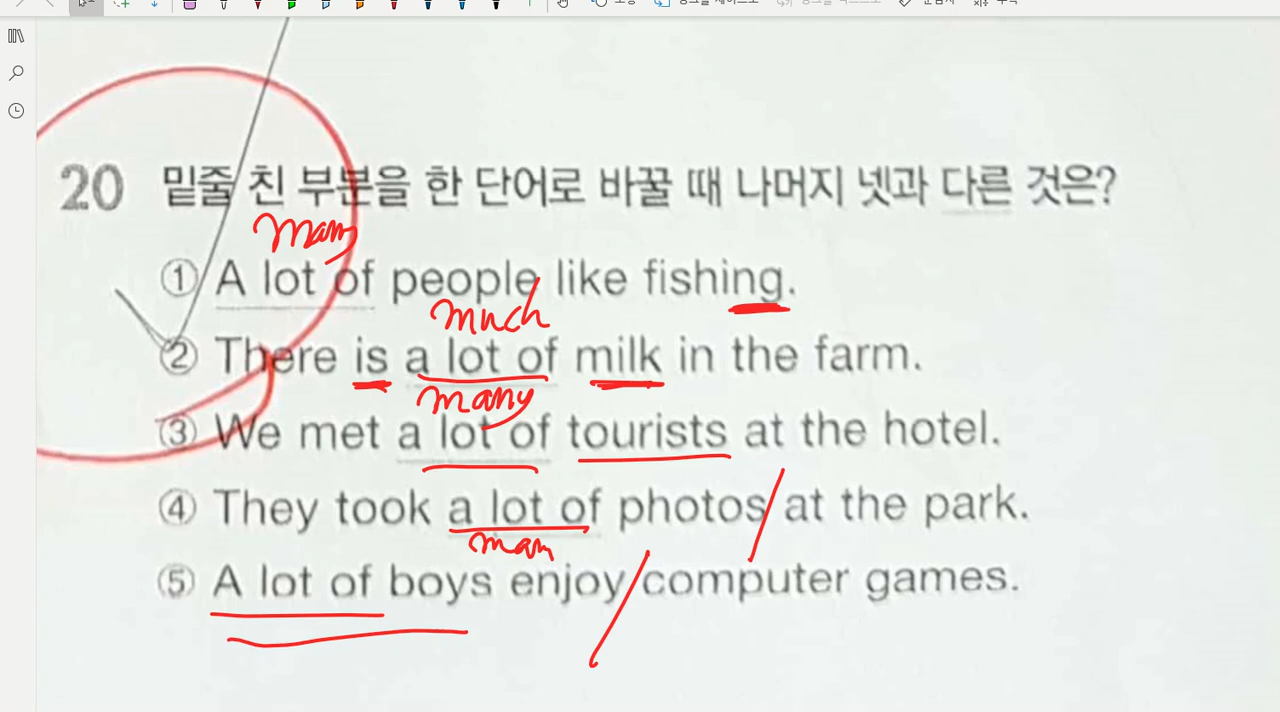 20 밑줄 친 부분을 한 단어로 바꿀 때 나머지 넷과 다른 것은?
many
① A lot of people like fishing.
much
② There is a lot of milk in the farm.
many
③ We met a lot of tourists at the hotel.
④ They took a lot of photos at the park.
man
⑤ A lot of boys enjoy computer games.